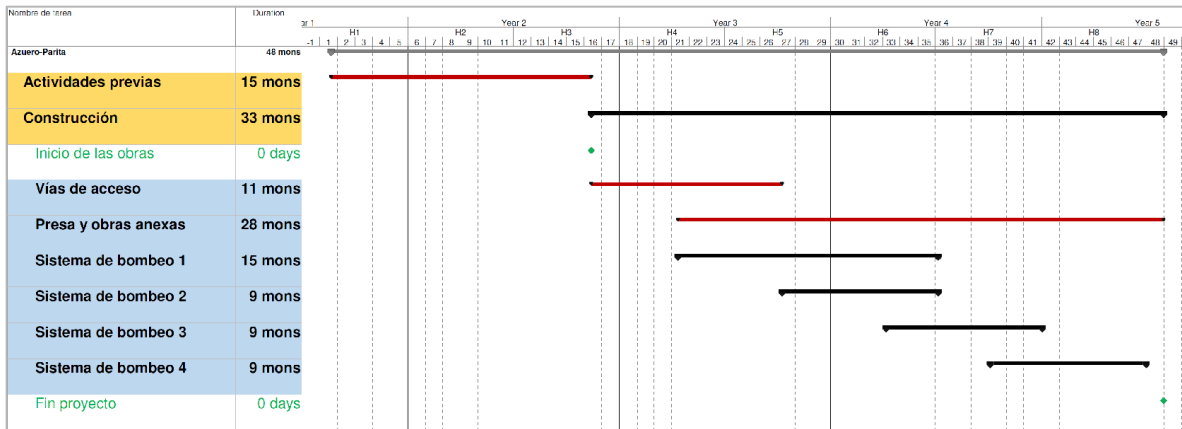 Nombre de tarea Duration
ar 1 Year 2 Year 3 Year 4 Year 5
H1 H2 H3 H4 H5 H6 H7 H8
-1 1 2 3 4 5 6 7 8 9 10 11 12 13 14 15 16 17 18 19 20 21 22 23 24 25 26 27 28 29 30 31 32 33 34 35 36 37 38 39 40 41 42 43 44 45 46 47 48 49
Azuero-Parita 48 mons
Actividades previas 15 mons
Construcción 33 mons
Inicio de las obras 0 days
Vías de acceso 11 mons
Presa y obras anexas 28 mons
Sistema de bombeo 1 15 mons
Sistema de bombeo 2 9 mons
Sistema de bombeo 3 9 mons
Sistema de bombeo 4 9 mons
Fin proyecto 0 days